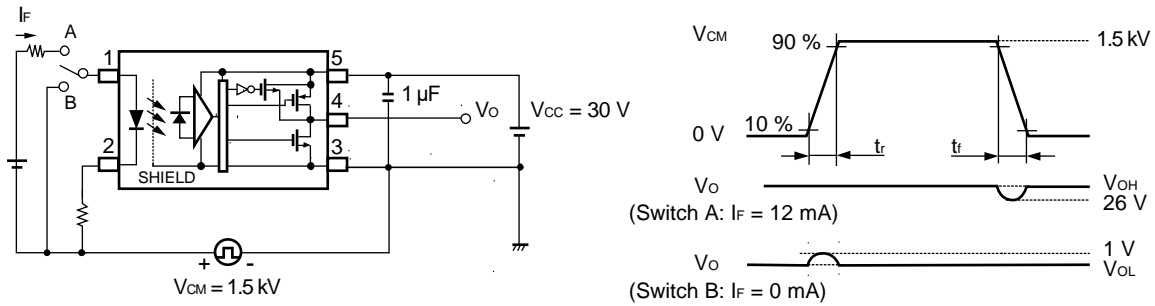 IF
A
B
1
2
SHIELD
5
4
3
1 μF
VO
VCC = 30 V
+ -
VCM = 1.5 kV
VCM
90 %
1.5 kV
0 V
10 %
tr
tf
VO
(Switch A: IF = 12 mA)
VOH
26 V
VO
(Switch B: IF = 0 mA)
1 V
VOL